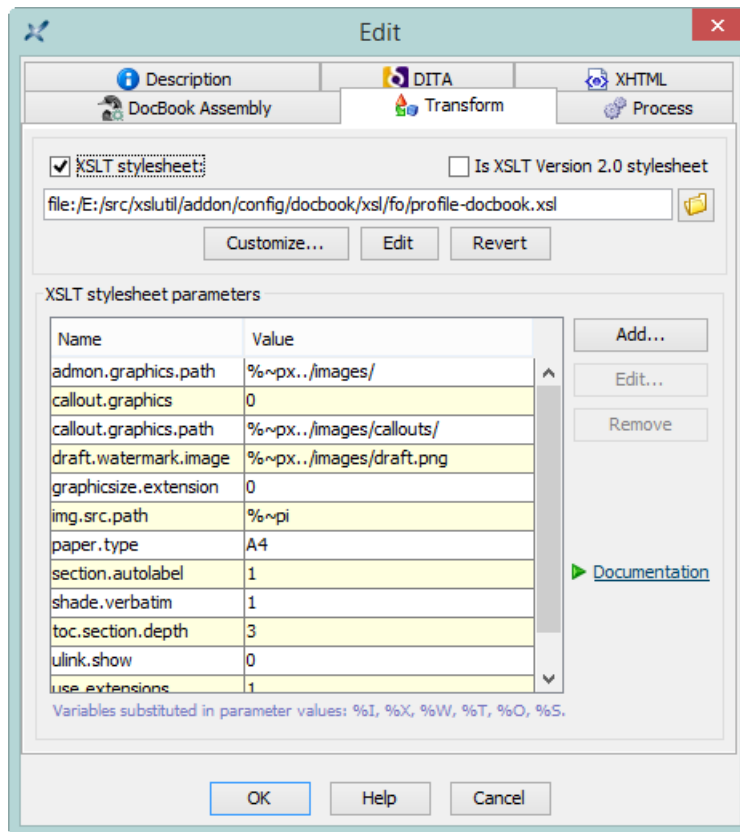 Edit
Description DITA XHTML
DocBook Assembly Transform Process
XSLT stylesheet: Is XSLT Version 2.0 stylesheet
file:/E:/src/xslutil/addon/config/docbook/xsl/fo/profile-docbook.xsl
Customize... Edit Revert
XSLT stylesheet parameters
Name Value
Add...
admon.graphics.path %~px../images/
Edit...
callout.graphics 0
callout.graphics.path %~px../images/callouts/
Remove
draft.watermark.image %~px../images/draft.png
graphicsize.extension 0
img.src.path %~pi
paper.type A4
section.autolabel 1
Documentation
shade.verbatim 1
toc.section.depth 3
ulink.show 0
use.extensions 1
Variables substituted in parameter values: %I, %X, %W, %T, %O, %S.
OK Help Cancel